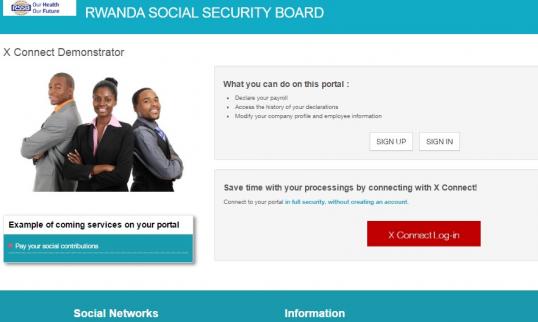 Our Health
Our Future
RWANDA SOCIAL SECURITY BOARD
X Connect Demonstrator
What you can do on this portal :
Declare your payroll
Access the history of your declarations
Modify your company profile and employee information
SIGN UP
SIGN IN
Save time with your processings by connecting with X Connect!
Connect to your portal in full security, without creating an account.
X Connect Log-in
Example of coming services on your portal
Pay your social contributions
Social Networks
Information